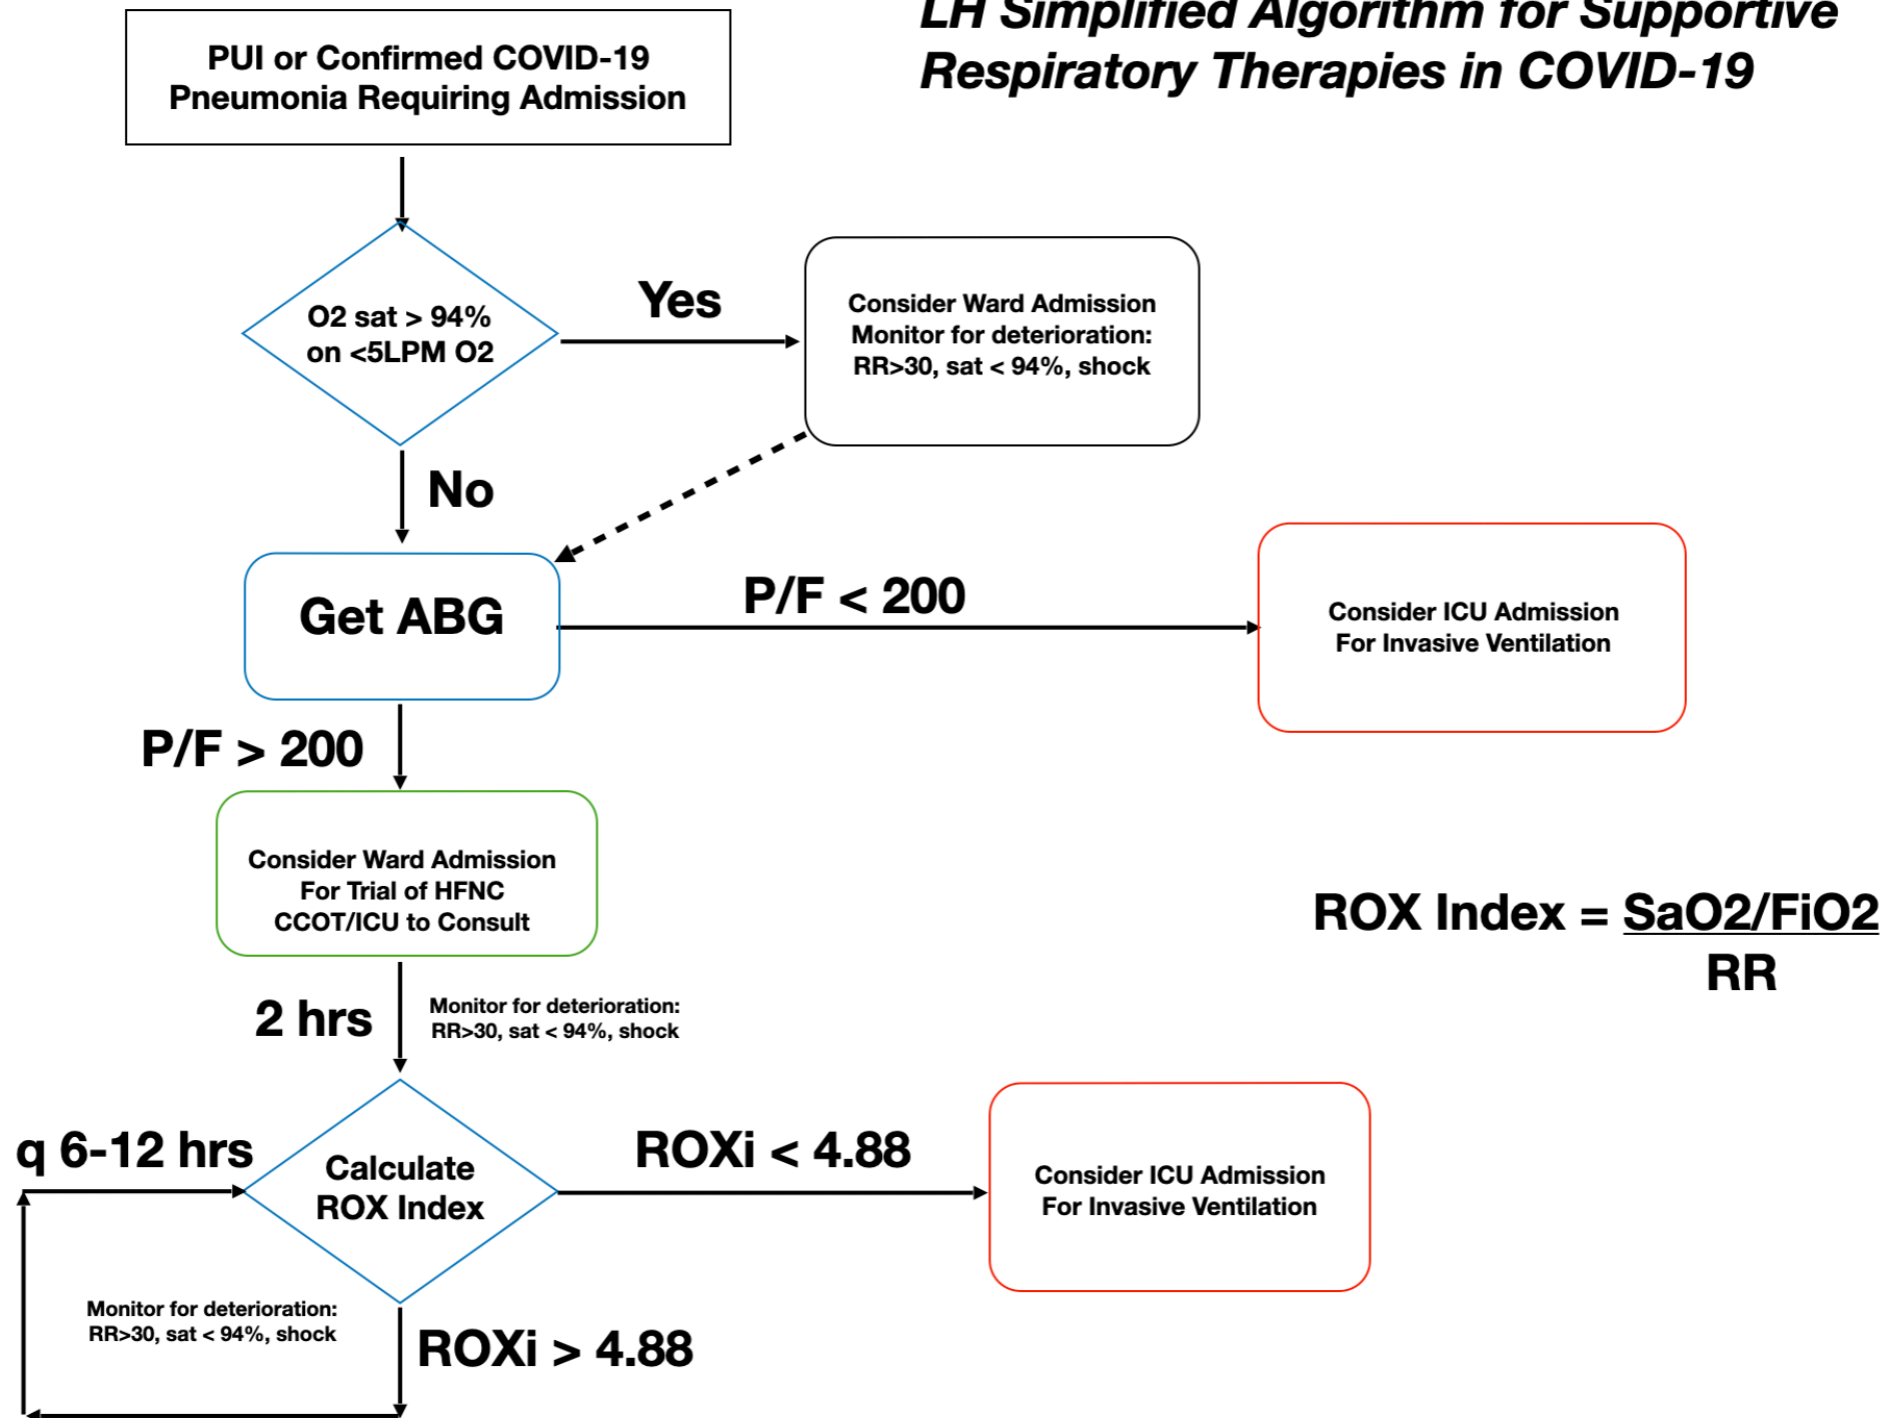 LH Simplified Algorithm for Supportive
Respiratory Therapies in COVID-19
PUI or Confirmed COVID-19
Pneumonia Requiring Admission
O2 sat > 94%
on <5LPM O2
Yes
Consider Ward Admission
Monitor for deterioration:
RR>30, sat < 94%, shock
No
Get ABG
P/F < 200
Consider ICU Admission
For Invasive Ventilation
P/F > 200
Consider Ward Admission
For Trial of HFNC
CCOT/ICU to Consult
ROX Index = SaO2/FiO2
RR
2 hrs
Monitor for deterioration:
RR>30, sat < 94%, shock
q 6-12 hrs
Calculate
ROX Index
ROXi < 4.88
Consider ICU Admission
For Invasive Ventilation
Monitor for deterioration:
RR>30, sat < 94%, shock
ROXi > 4.88